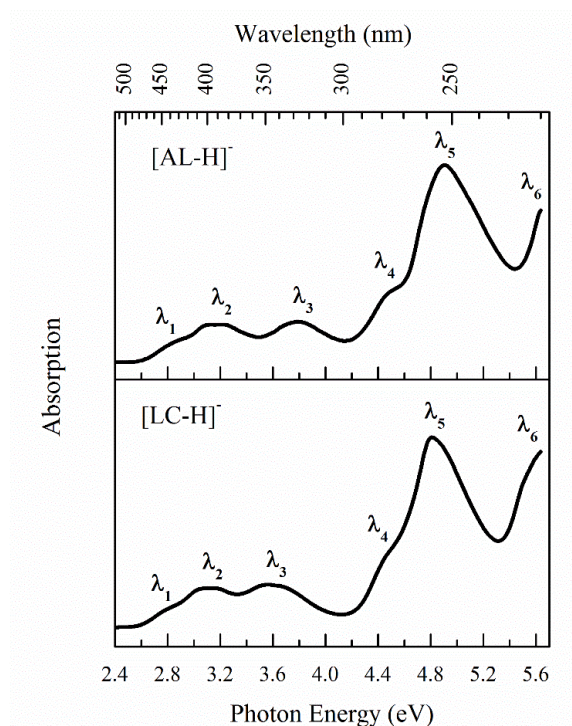 Wavelength (nm)
500 450 400 350 300 250
[AL-H]⁻
λ₁ λ₂ λ₃ λ₄ λ₅ λ₆
Absorption
[LC-H]⁻
λ₁ λ₂ λ₃ λ₄ λ₅ λ₆
2.4 2.8 3.2 3.6 4.0 4.4 4.8 5.2 5.6
Photon Energy (eV)